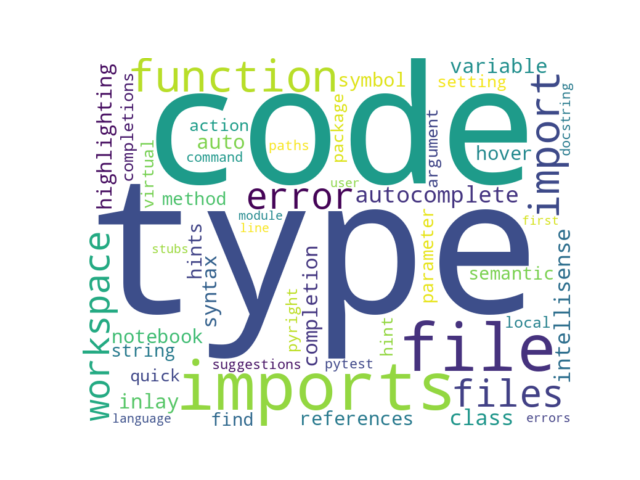 function
code
symbol
variable
setting
highlighting
completions
virtual
action
auto
command
paths
package
argument
hover
import
docstring
method
error
user
autocomplete
type
module
line
first
workspace
stubs
hints
syntax
pyright
completion
parameter
semantic
intellisense
notebook
string
hint
local
file
suggestions
pytest
quick
imports
files
inlay
language
find
references
class
errors